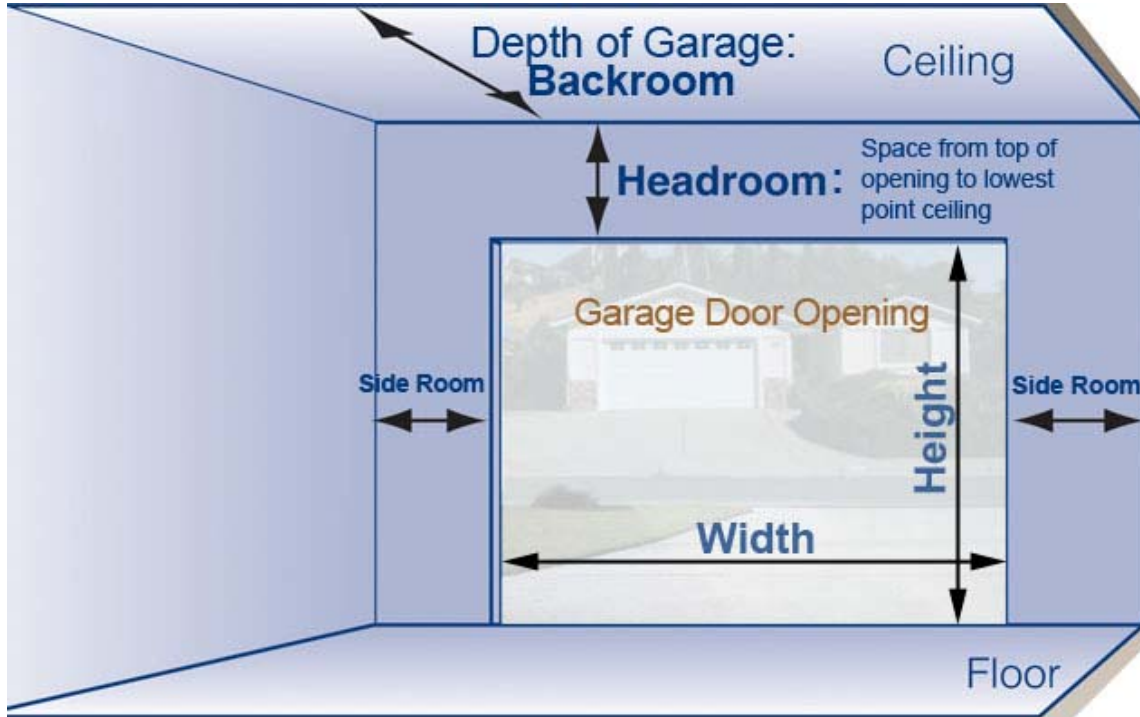 Depth of Garage:
Backroom
Ceiling
Headroom:
Space from top of
opening to lowest
point ceiling
Garage Door Opening
Side Room
Height
Side Room
Width
Floor